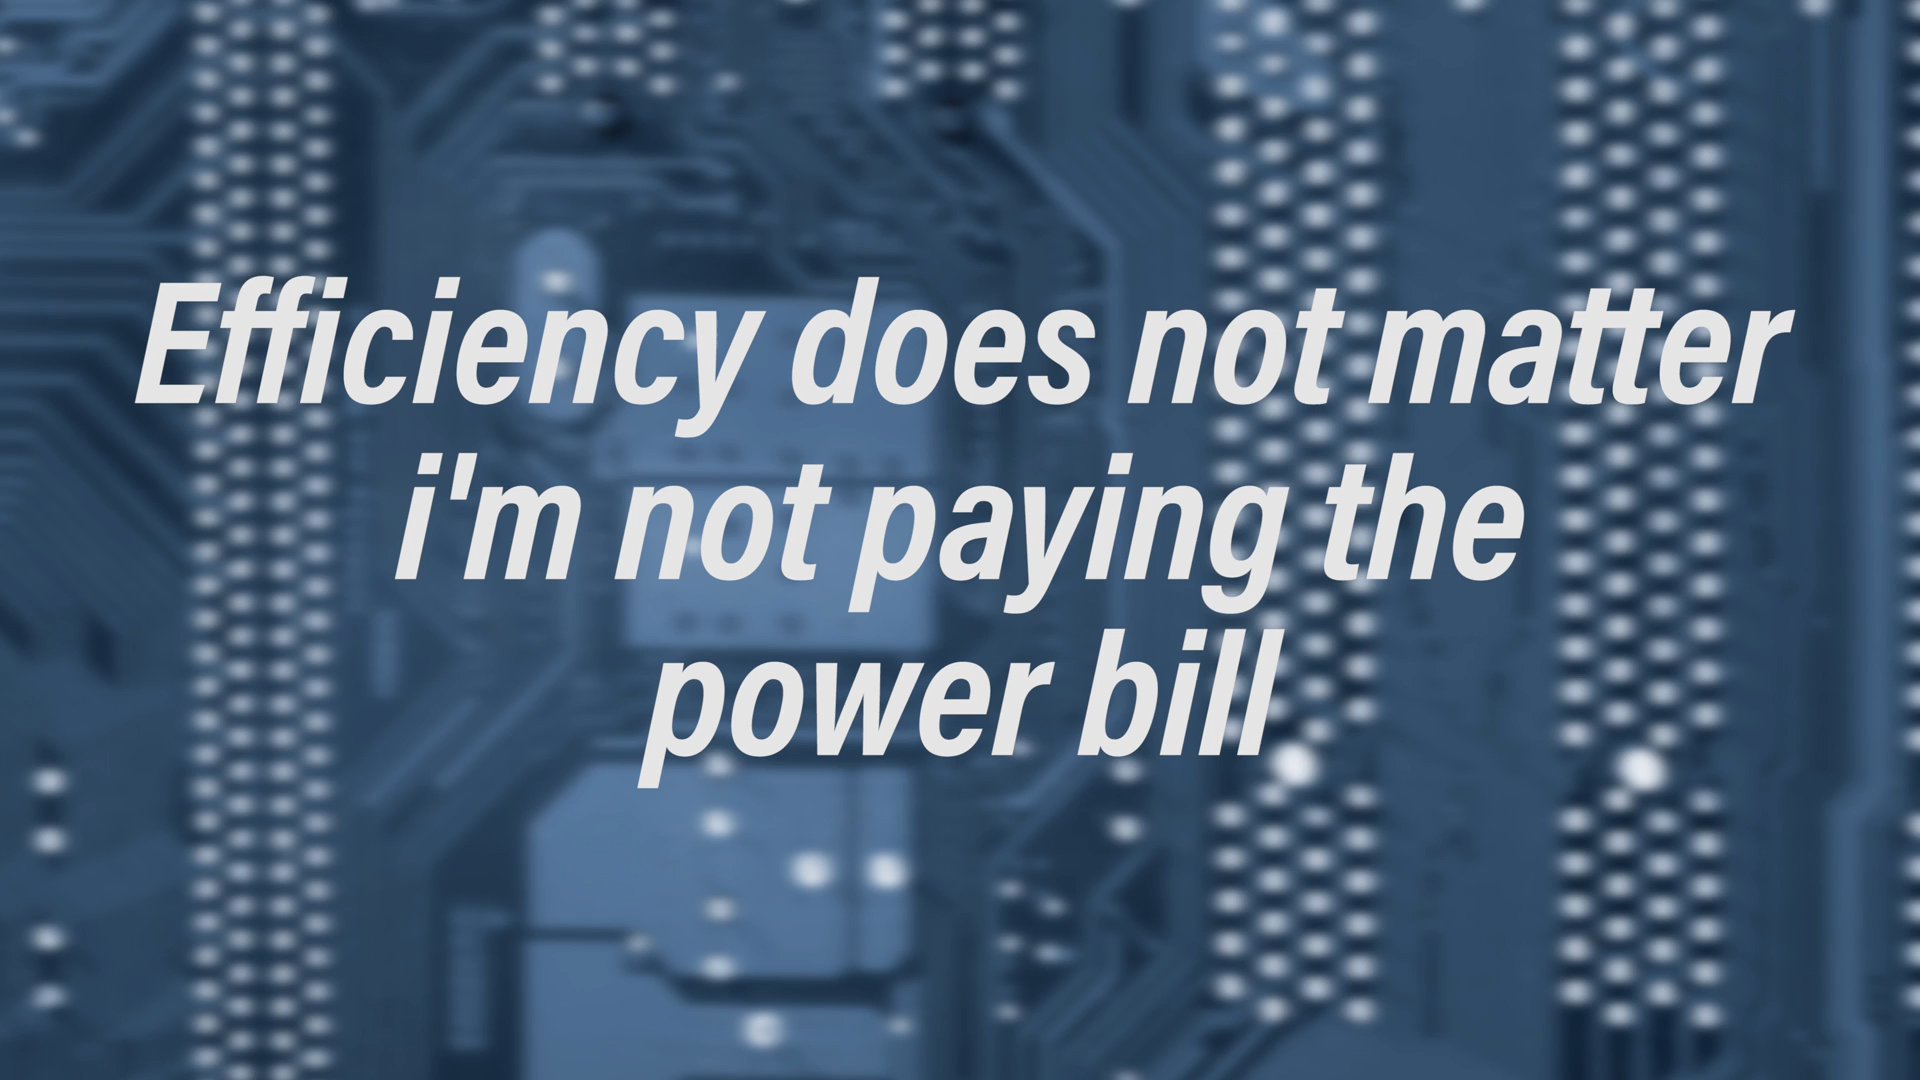 Efficiency does not matter
i'm not paying the
power bill